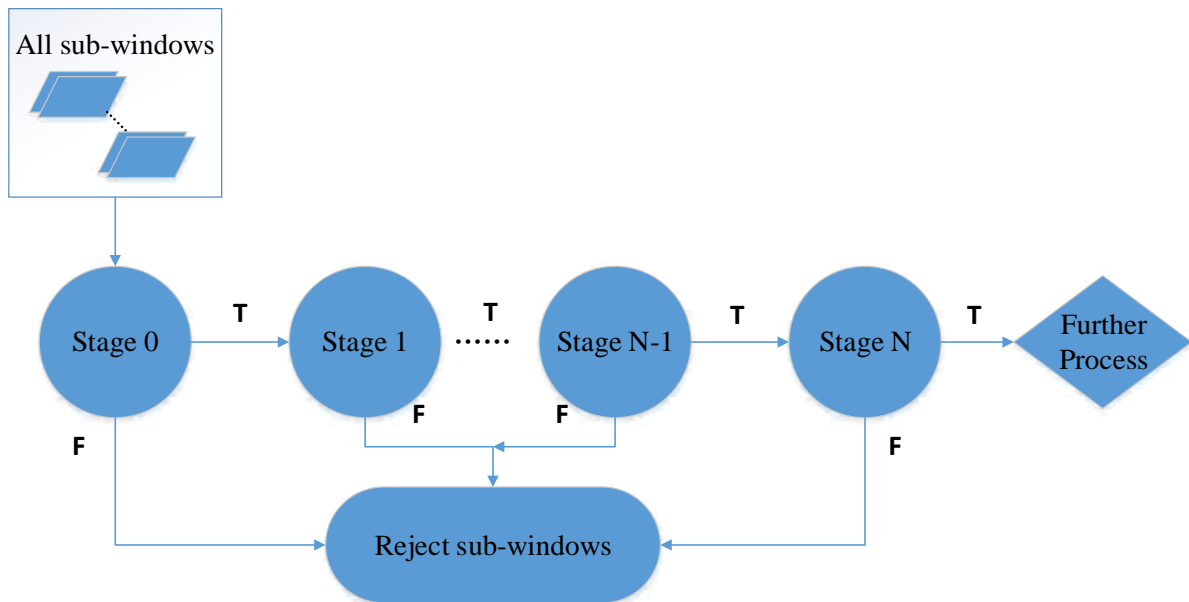 All sub-windows
T
T
T
T
Stage 0
Stage 1
......
Stage N-1
Stage N
Further
Process
F
F
F
F
Reject sub-windows